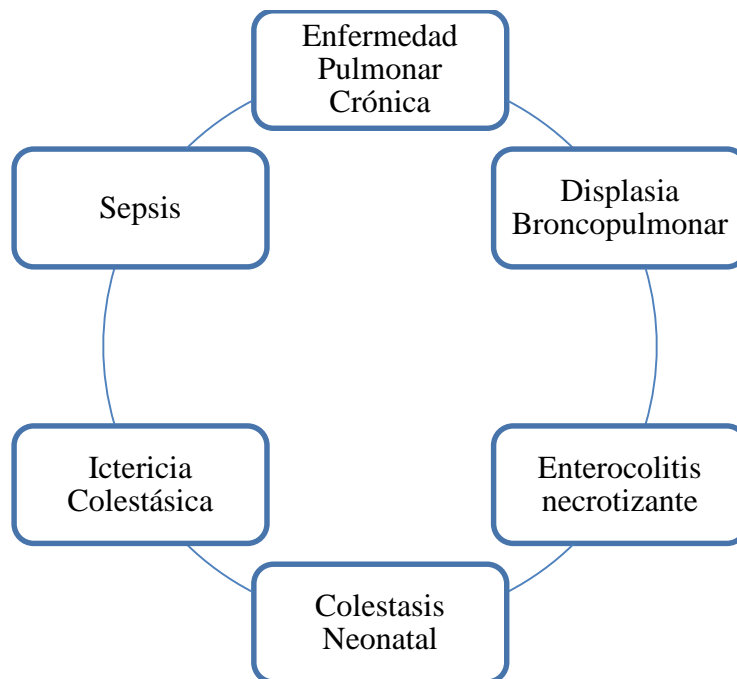 Enfermedad
Pulmonar
Crónica
Displasia
Broncopulmonar
Enterocolitis
necrotizante
Colestasis
Neonatal
Ictericia
Colestásica
Sepsis